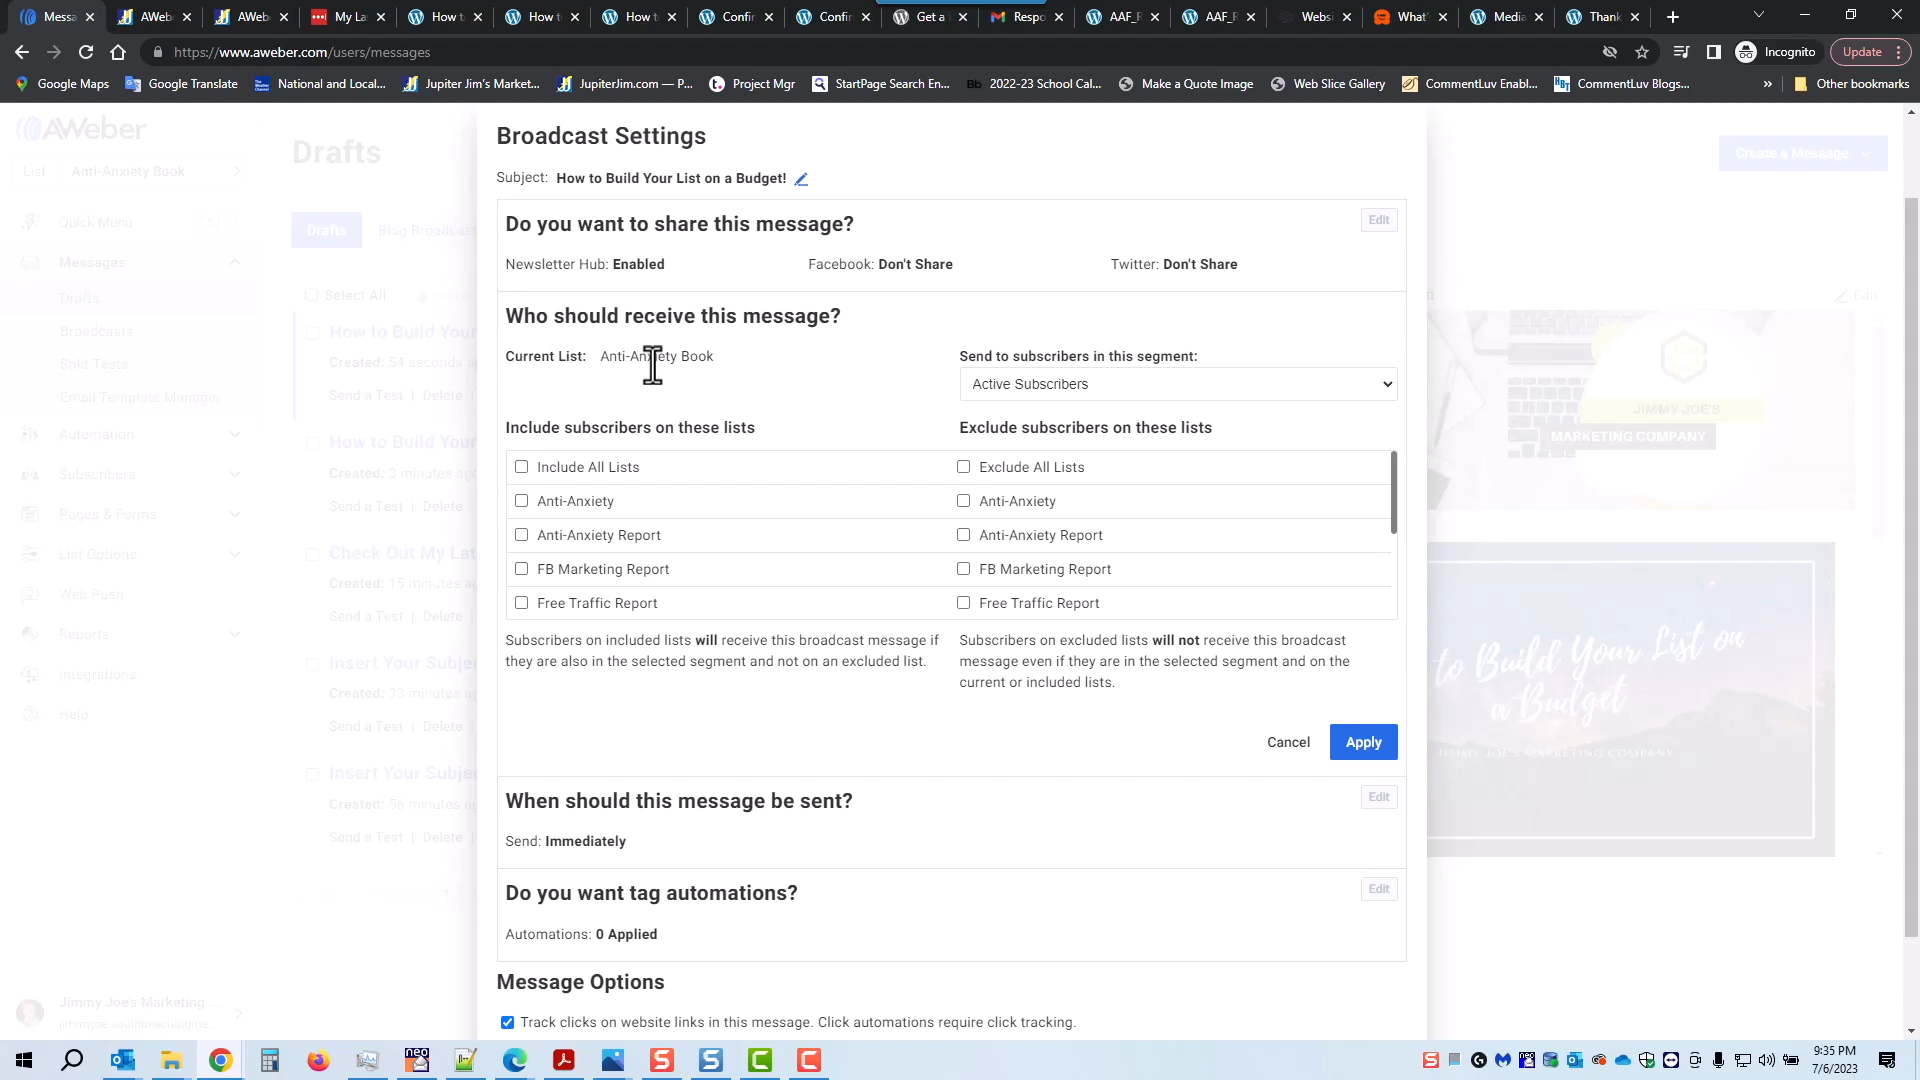 Messa
AWeb
AWeb
My La
How t
How t
How t
Confir
Confir
Get a
Respo
AAF_F
AAF_F
Websi
What'
Media
Thank
https://www.aweber.com/users/messages
Incognito
Update
Google Maps
Google Translate
National and Local...
Jupiter Jim's Market...
JupiterJim.com — P...
Project Mgr
StartPage Search En...
2022-23 School Cal...
Make a Quote Image
Web Slice Gallery
CommentLuv Enabl...
CommentLuv Blogs...
Other bookmarks
AWeber
List Anti-Anxiety Book
Quick Menu
Messages
Drafts
Broadcasts
Split Tests
Email Template Manager
Automation
Subscribers
Pages & Forms
List Options
Web Push
Reports
Integrations
Help
Jimmy Joe's Marketing ...
Drafts
Create a Message
Drafts Blog Broadcas
Select All
How to Build Your
Created: 54 seconds ag
Send a Test | Delete
How to Build Your
Created: 3 minutes ago
Send a Test | Delete
Check Out My Lat
Created: 15 minutes ag
Send a Test | Delete
Insert Your Subje
Created: 33 minutes ag
Send a Test | Delete
Insert Your Subje
Created: 56 minutes ag
Send a Test | Delete
1
Broadcast Settings
Subject: How to Build Your List on a Budget!
Do you want to share this message?
Edit
Newsletter Hub: Enabled
Facebook: Don't Share
Twitter: Don't Share
Who should receive this message?
Current List: Anti-Anxiety Book
Send to subscribers in this segment:
Active Subscribers
Include subscribers on these lists
Exclude subscribers on these lists
Include All Lists
Exclude All Lists
Anti-Anxiety
Anti-Anxiety
Anti-Anxiety Report
Anti-Anxiety Report
FB Marketing Report
FB Marketing Report
Free Traffic Report
Free Traffic Report
Subscribers on included lists will receive this broadcast message if
they are also in the selected segment and not on an excluded list.
Subscribers on excluded lists will not receive this broadcast
message even if they are in the selected segment and on the
current or included lists.
Cancel
Apply
When should this message be sent?
Edit
Send: Immediately
Do you want tag automations?
Edit
Automations: 0 Applied
Message Options
Track clicks on website links in this message. Click automations require click tracking.
Edit
JIMMY JOE'S
MARKETING COMPANY
to Build Your List on
a Budget
JIMMY JOE'S MARKETING COMPANY
neo
9:35 PM
7/6/2023